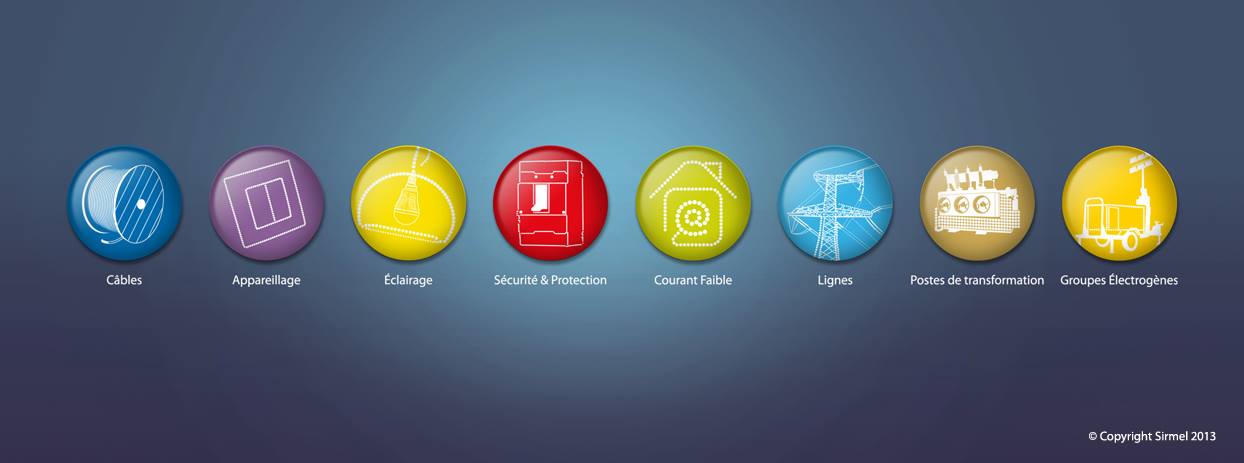 Câbles
Appareillage
Éclairage
Sécurité & Protection
Courant Faible
Lignes
Postes de transformation
Groupes Électrogènes
© Copyright Sirmel 2013